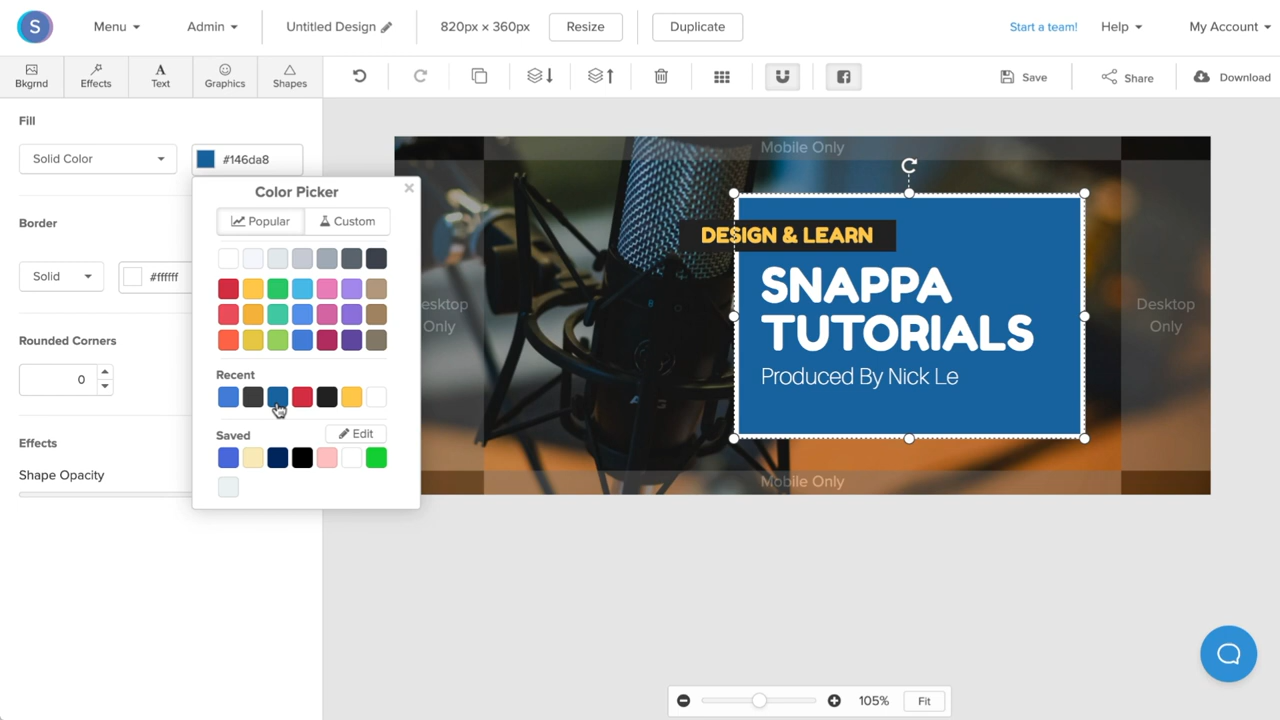 S
Menu
Admin
Untitled Design
820px × 360px
Resize
Duplicate
Start a team!
Help
My Account
Bkgrnd
Effects
A
Text
Graphics
Shapes
Save
Share
Download
Fill
Solid Color
#146da8
Color Picker
Popular
Custom
Border
Solid
#ffffff
Rounded Corners
0
Recent
Effects
Saved
Edit
Shape Opacity
Mobile Only
DESIGN & LEARN
SNAPPA
TUTORIALS
Produced By Nick Le
esktop
Only
Desktop
Only
Mobile Only
105%
Fit